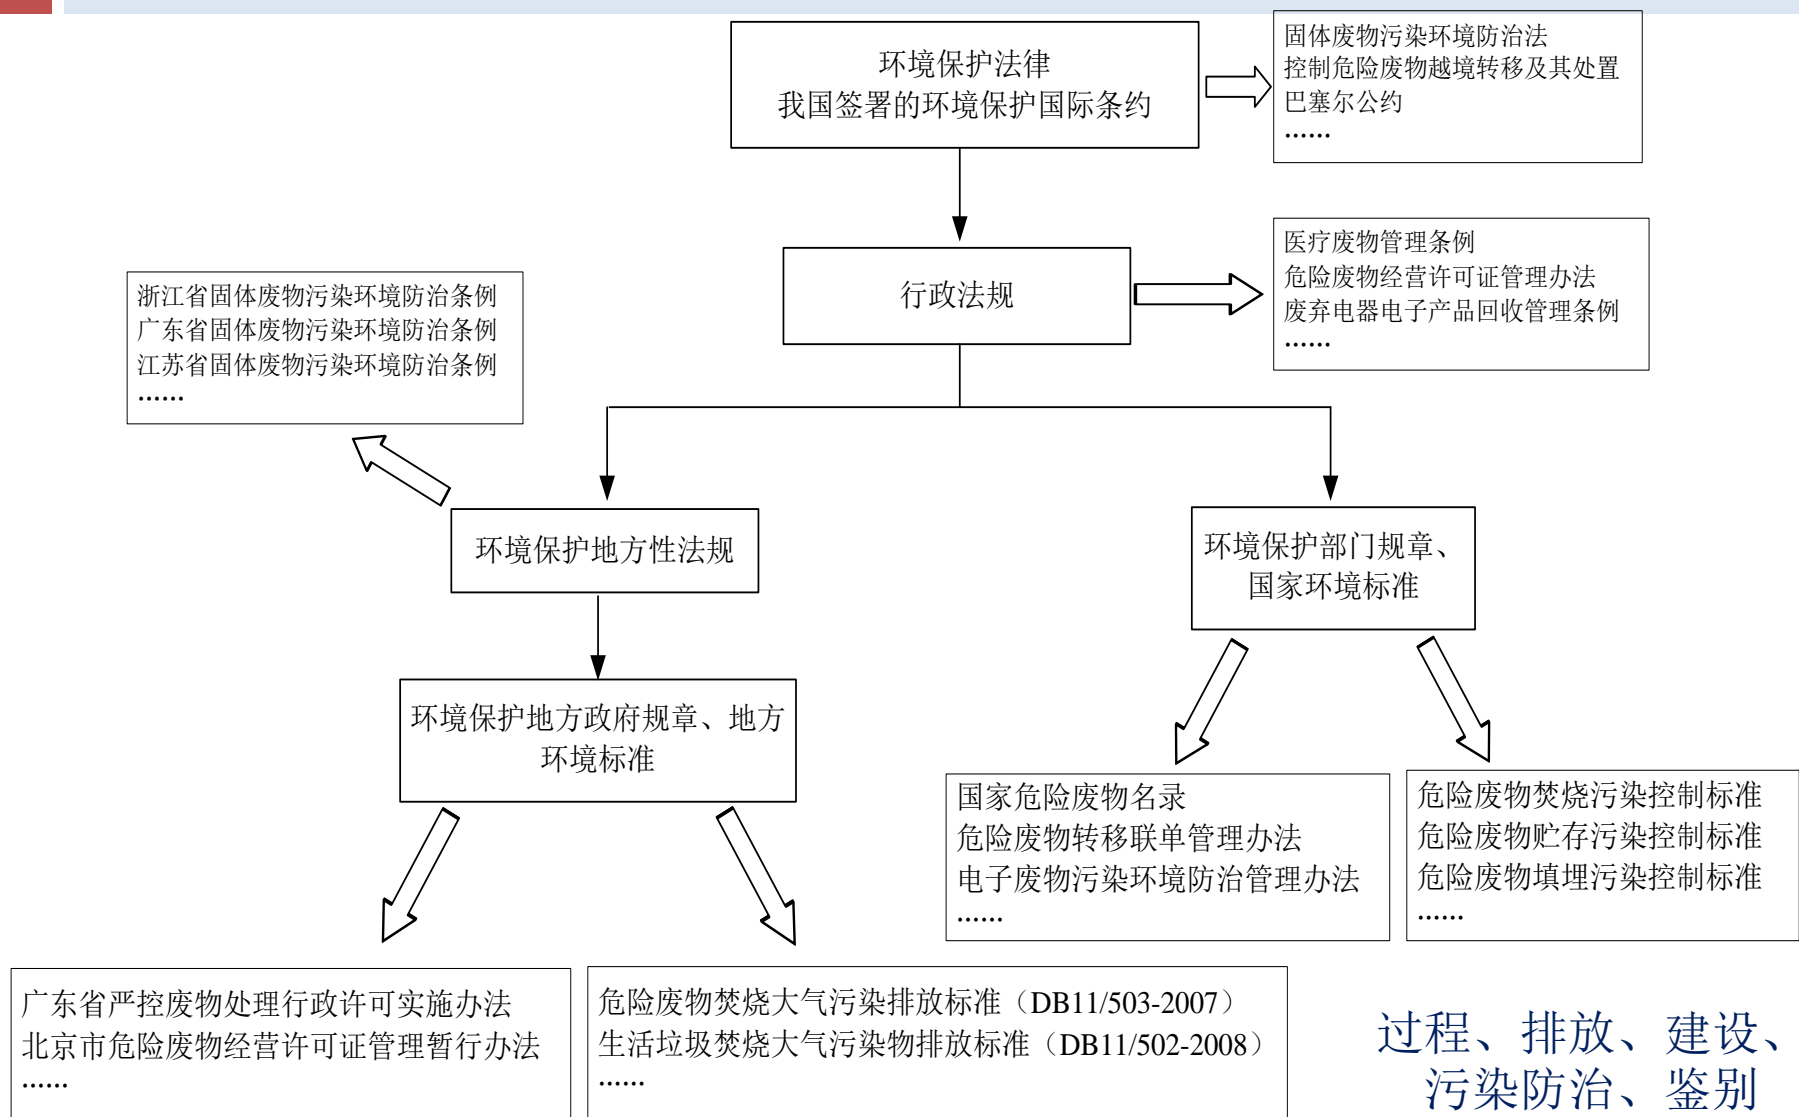 环境保护法律
我国签署的环境保护国际条约
固体废物污染环境防治法
控制危险废物越境转移及其处置
巴塞尔公约
......
行政法规
医疗废物管理条例
危险废物经营许可证管理办法
废弃电器电子产品回收管理条例
......
浙江省固体废物污染环境防治条例
广东省固体废物污染环境防治条例
江苏省固体废物污染环境防治条例
......
环境保护地方性法规
环境保护部门规章、
国家环境标准
环境保护地方政府规章、地方
环境标准
国家危险废物名录
危险废物转移联单管理办法
电子废物污染环境防治管理办法
......
危险废物焚烧污染控制标准
危险废物贮存污染控制标准
危险废物填埋污染控制标准
......
广东省严控废物处理行政许可实施办法
北京市危险废物经营许可证管理暂行办法
......
危险废物焚烧大气污染排放标准（DB11/503-2007）
生活垃圾焚烧大气污染物排放标准（DB11/502-2008）
......
过程、排放、建设、
污染防治、鉴别